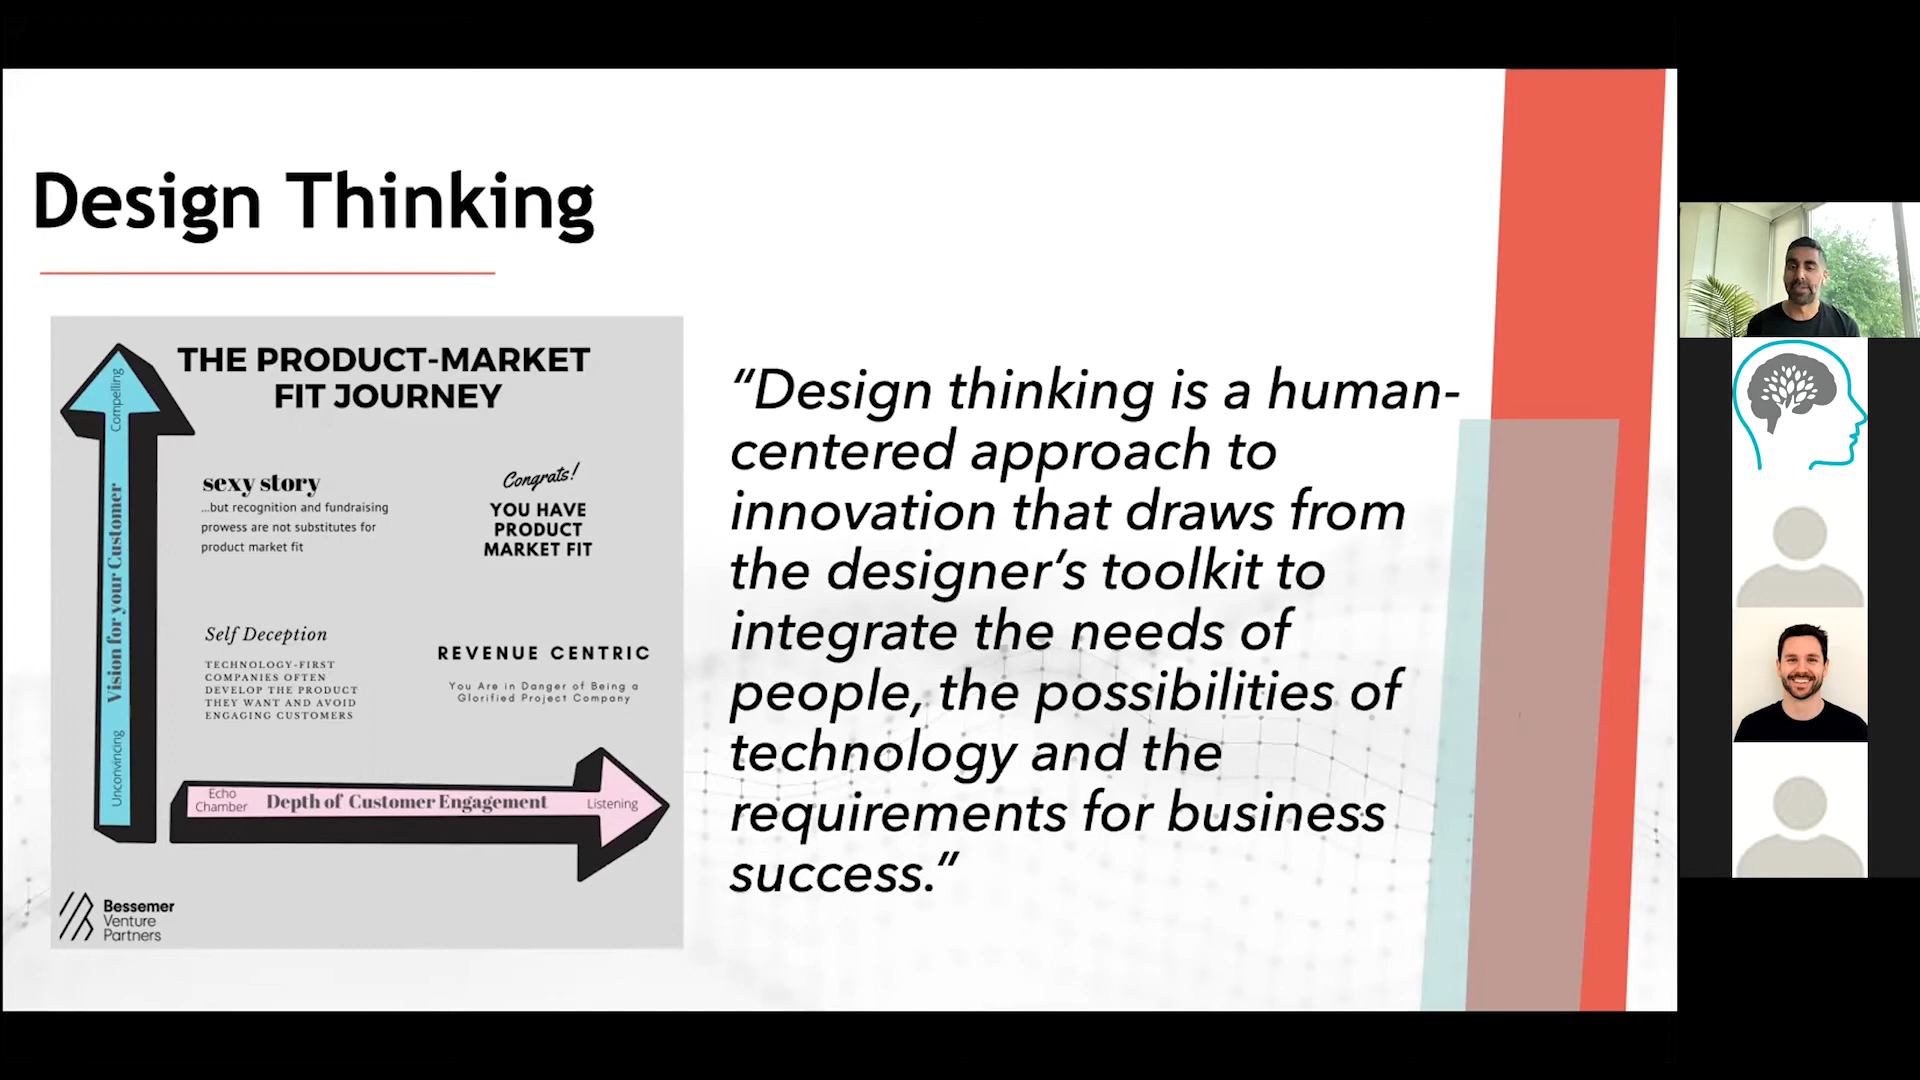 Design Thinking
THE PRODUCT-MARKET
FIT JOURNEY
Compelling
Vision for your Customer
Unconvincing
sexy story
...but recognition and fundraising
prowess are not substitutes for
product market fit
Congrats!
YOU HAVE
PRODUCT
MARKET FIT
Self Deception
TECHNOLOGY-FIRST
COMPANIES OFTEN
DEVELOP THE PRODUCT
THEY WANT AND AVOID
ENGAGING CUSTOMERS
REVENUE CENTRIC
You Are in Danger of Being a
Glorified Project Company
Echo
Chamber
Depth of Customer Engagement
Listening
Bessemer
Venture
Partners
“Design thinking is a human-
centered approach to
innovation that draws from
the designer’s toolkit to
integrate the needs of
people, the possibilities of
technology and the
requirements for business
success.”